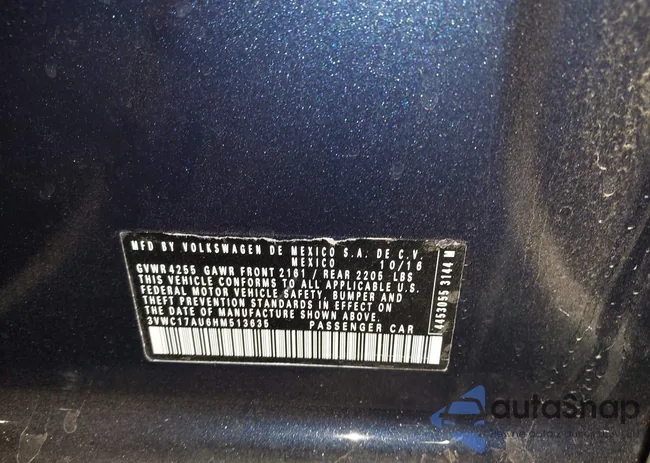 MFD BY VOLKSWAGEN DE MEXICO S.A. DE C.V.
MEXICO 10/16
GVWR 4255 GAWR FRONT 2161 / REAR 2205 LBS
THIS VEHICLE CONFORMS TO ALL APPLICABLE U.S.
FEDERAL MOTOR VEHICLE SAFETY, BUMPER AND
THEFT PREVENTION STANDARDS IN EFFECT ON
THE DATE OF MANUFACTURE SHOWN ABOVE.
3VWC17AU6HM513635 PASSENGER CAR
4453055 3144 M
autoSnap